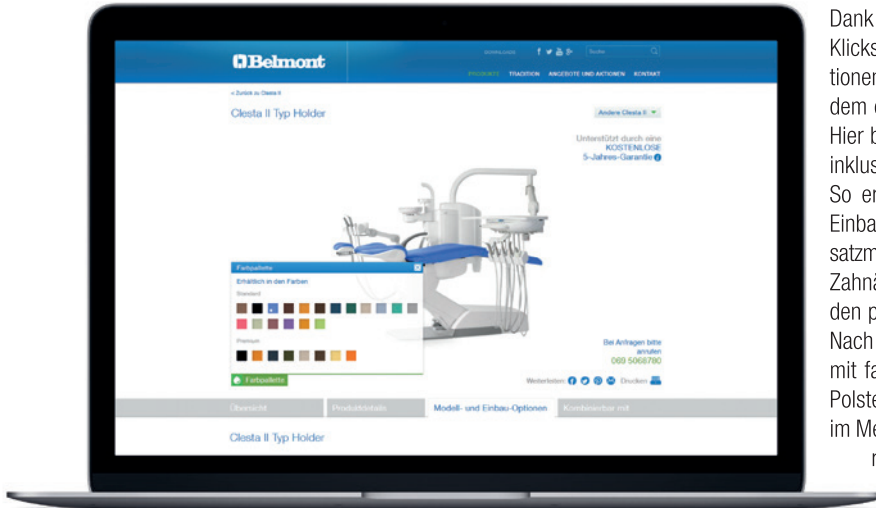 Belmont
DOWNLOADS
Suche
PRODUKTE TRADITION ANGEBOTE UND AKTIONEN KONTAKT
« Zurück zu Clesta II
Clesta II Typ Holder
Andere Clesta II
Unterstützt durch eine
KOSTENLOSE
5-Jahres-Garantie
Farbpallette
Erhältlich in den Farben
Standard
Premium
Farbpallette
Bei Anfragen bitte
anrufen
069 5068780
Weiterleiten
Drucken
Übersicht
Produktdetails
Modell- und Einbau-Optionen
Kombinierbar mit
Clesta II Typ Holder
Dank
Klicks
tionen
dem
Hier b
inklus
So er
Einba
satzm
Zahnä
den p
Nach
mit fa
Polste
im Me